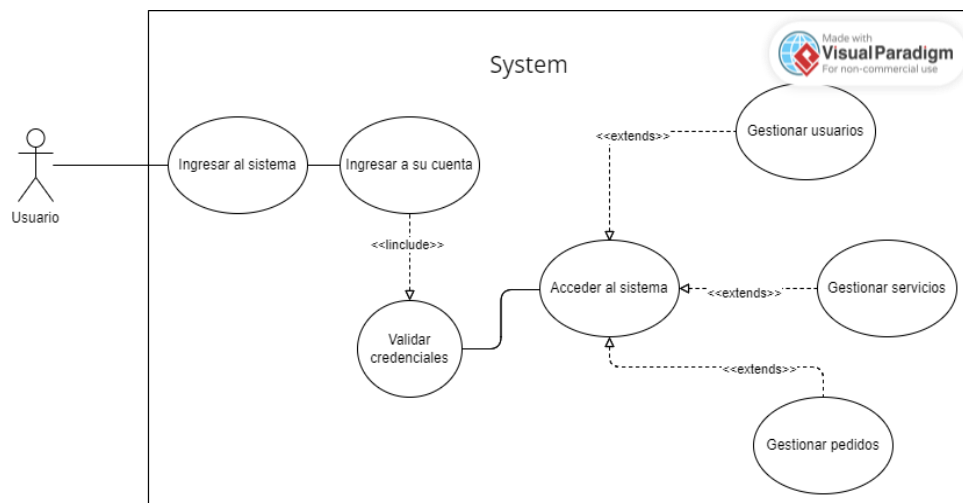 System
Made with
Visual Paradigm
For non-commercial use
Usuario
Ingresar al sistema
Ingresar a su cuenta
<<Iinclude>>
Validar
credenciales
Acceder al sistema
<<extends>>
Gestionar usuarios
<<extends>>
Gestionar servicios
<<extends>>
Gestionar pedidos